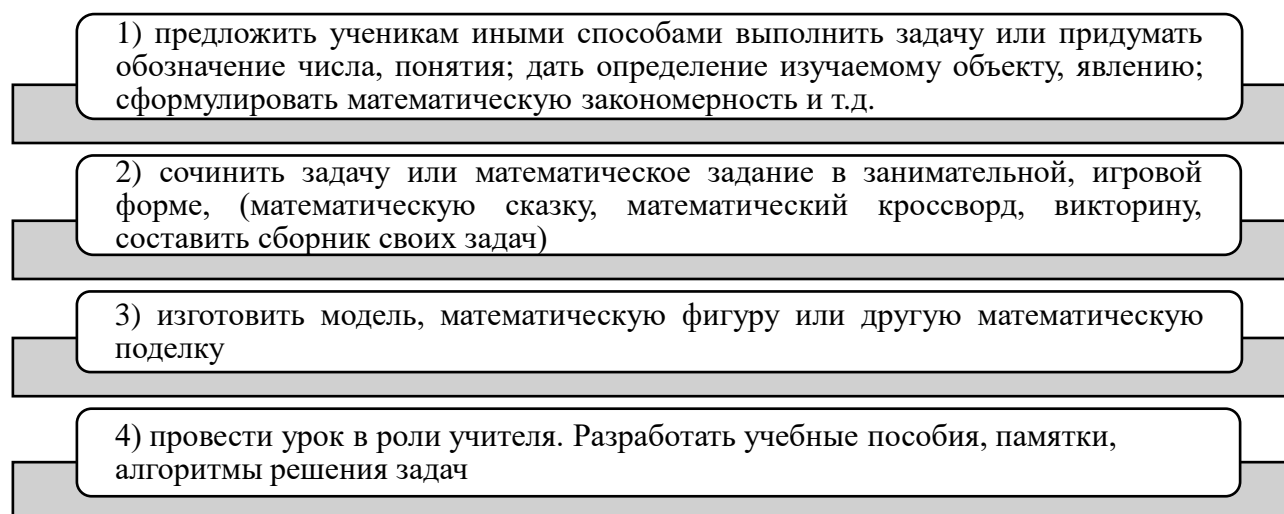 1) предложить ученикам иными способами выполнить задачу или придумать
обозначение числа, понятия; дать определение изучаемому объекту, явлению;
сформулировать математическую закономерность и т.д.
2) сочинить задачу или математическое задание в занимательной, игровой
форме, (математическую сказку, математический кроссворд, викторину,
составить сборник своих задач)
3) изготовить модель, математическую фигуру или другую математическую
поделку
4) провести урок в роли учителя. Разработать учебные пособия, памятки,
алгоритмы решения задач